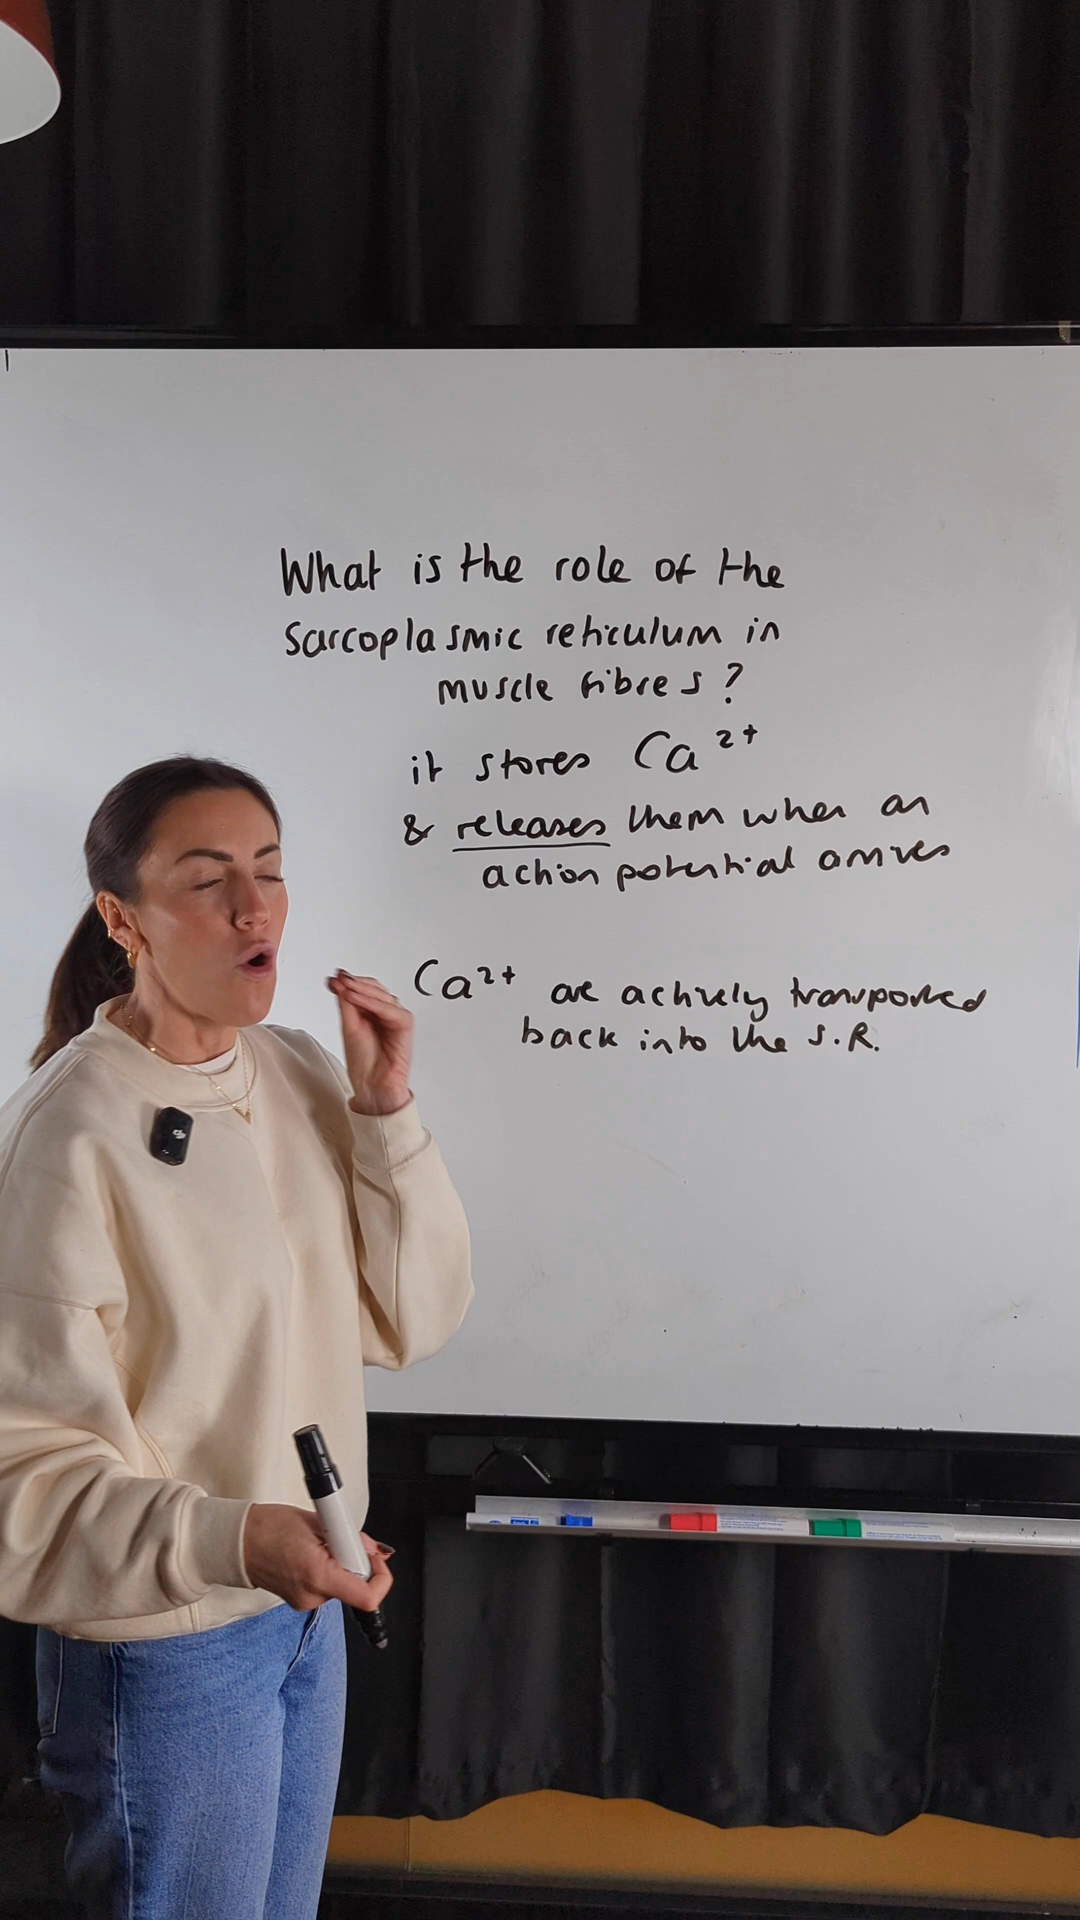 What is the role of the
Sarcoplasmic reticulum in
muscle fibres?
it stores Ca²⁺
& releases them when an
action potential arrives
Ca²⁺ are actively transported
back into the S.R.